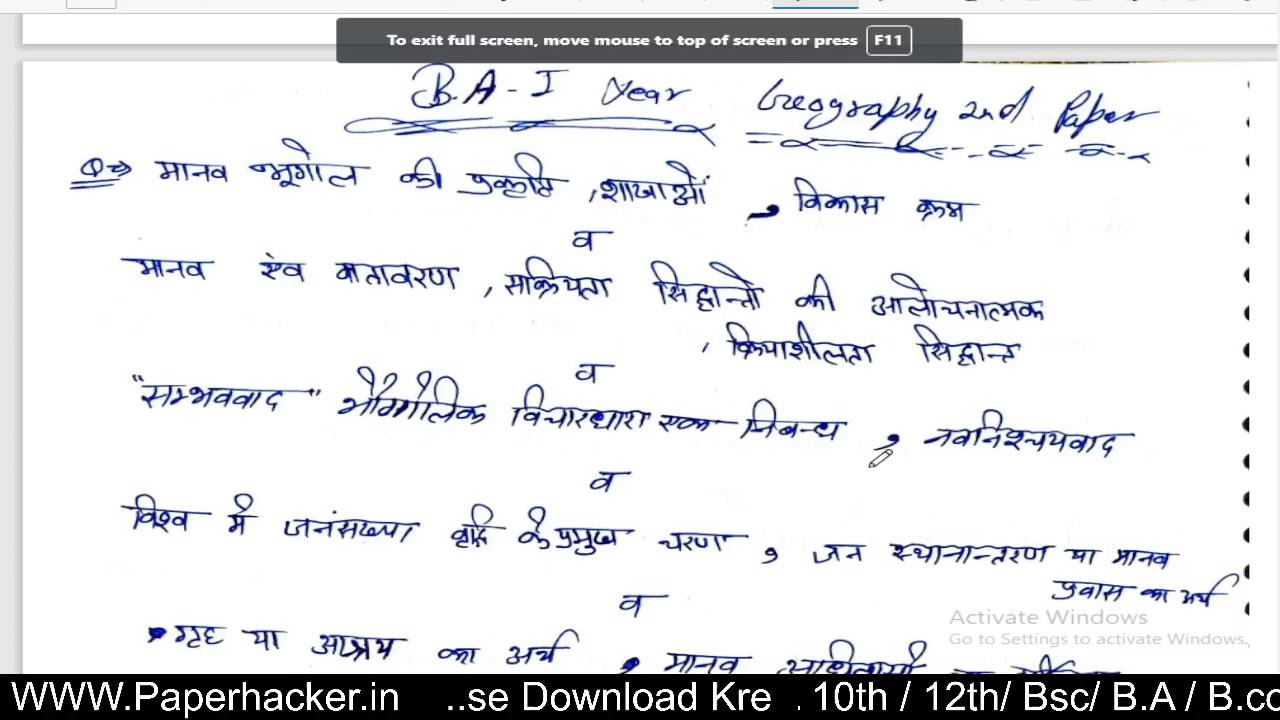 To exit full screen, move mouse to top of screen or press F11
B.A - I Year Geography 2nd Paper
Q⇒ मानव भूगोल की प्रकृति, शाखाओं, विकास क्रम
व
मानव एंव वातावरण, सक्रियता सिद्धान्तो की आलोचनात्मक
, क्रियाशीलता सिद्धान्त
व
"सम्भववाद" भौगोलिक विचारधारा एक निबन्ध, नवनिश्चयवाद
व
विश्व में जनंसख्या वृद्धि के प्रमुख चरण, जन स्थानान्तरण या मानव
प्रवास का अर्थ
व
Activate Windows
Go to Settings to activate Windows.
• गृह या आश्रय का अर्थ, मानव
WWW.Paperhacker.in ..se Download Kre . 10th / 12th/ Bsc/ B.A / B.co